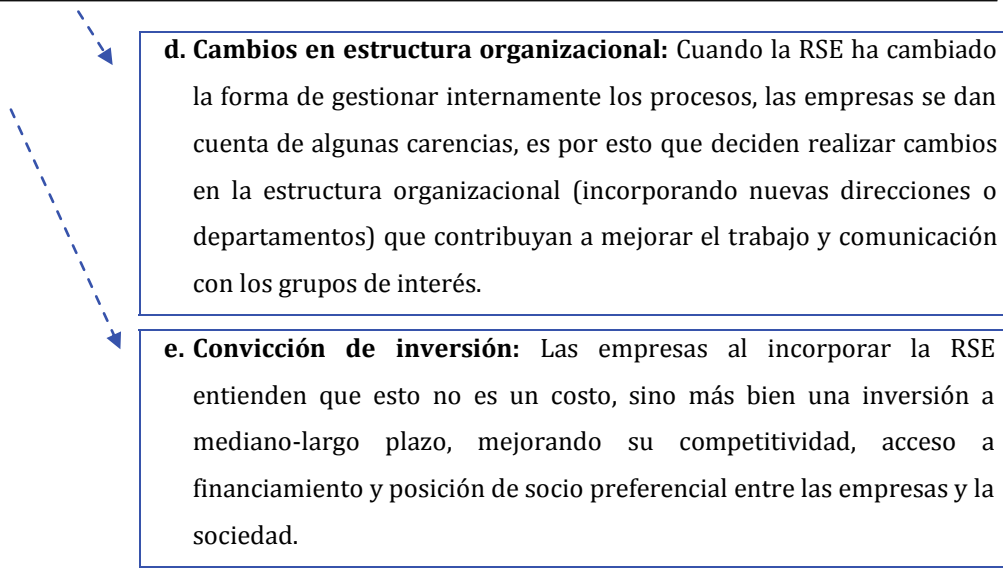 d. Cambios en estructura organizacional: Cuando la RSE ha cambiado
la forma de gestionar internamente los procesos, las empresas se dan
cuenta de algunas carencias, es por esto que deciden realizar cambios
en la estructura organizacional (incorporando nuevas direcciones o
departamentos) que contribuyan a mejorar el trabajo y comunicación
con los grupos de interés.
e. Convicción de inversión: Las empresas al incorporar la RSE
entienden que esto no es un costo, sino más bien una inversión a
mediano-largo plazo, mejorando su competitividad, acceso a
financiamiento y posición de socio preferencial entre las empresas y la
sociedad.